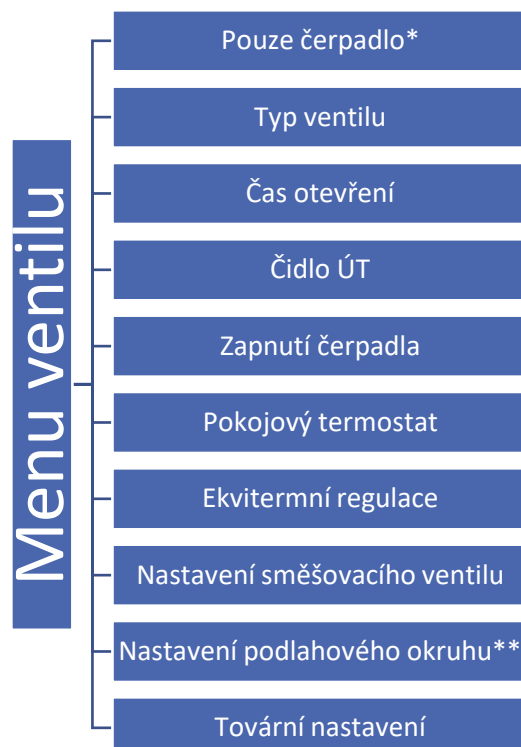 Menu ventilu
Pouze čerpadlo*
Typ ventilu
Čas otevření
Čidlo ÚT
Zapnutí čerpadla
Pokojový termostat
Ekvitermní regulace
Nastavení směšovacího ventilu
Nastavení podlahového okruhu**
Tovární nastavení